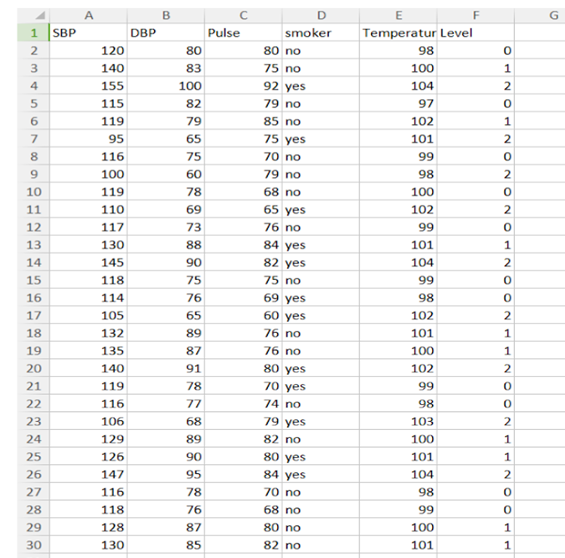 A B C D E F G
1 SBP DBP Pulse smoker Temperatur Level
2 120 80 80 no 98 0
3 140 83 75 no 100 1
4 155 100 92 yes 104 2
5 115 82 79 no 97 0
6 119 79 85 no 102 1
7 95 65 75 yes 101 2
8 116 75 70 no 99 0
9 100 60 79 no 98 2
10 119 78 68 no 100 0
11 110 69 65 yes 102 2
12 117 73 76 no 99 0
13 130 88 84 yes 101 1
14 145 90 82 yes 104 2
15 118 75 75 no 99 0
16 114 76 69 yes 98 0
17 105 65 60 yes 102 2
18 132 89 76 no 101 1
19 135 87 76 no 100 1
20 140 91 80 yes 102 2
21 119 78 70 yes 99 0
22 116 77 74 no 98 0
23 106 68 79 yes 103 2
24 129 89 82 no 100 1
25 126 90 80 yes 101 1
26 147 95 84 yes 104 2
27 116 78 70 no 98 0
28 118 76 68 no 99 0
29 128 87 80 no 100 1
30 130 85 82 no 101 1